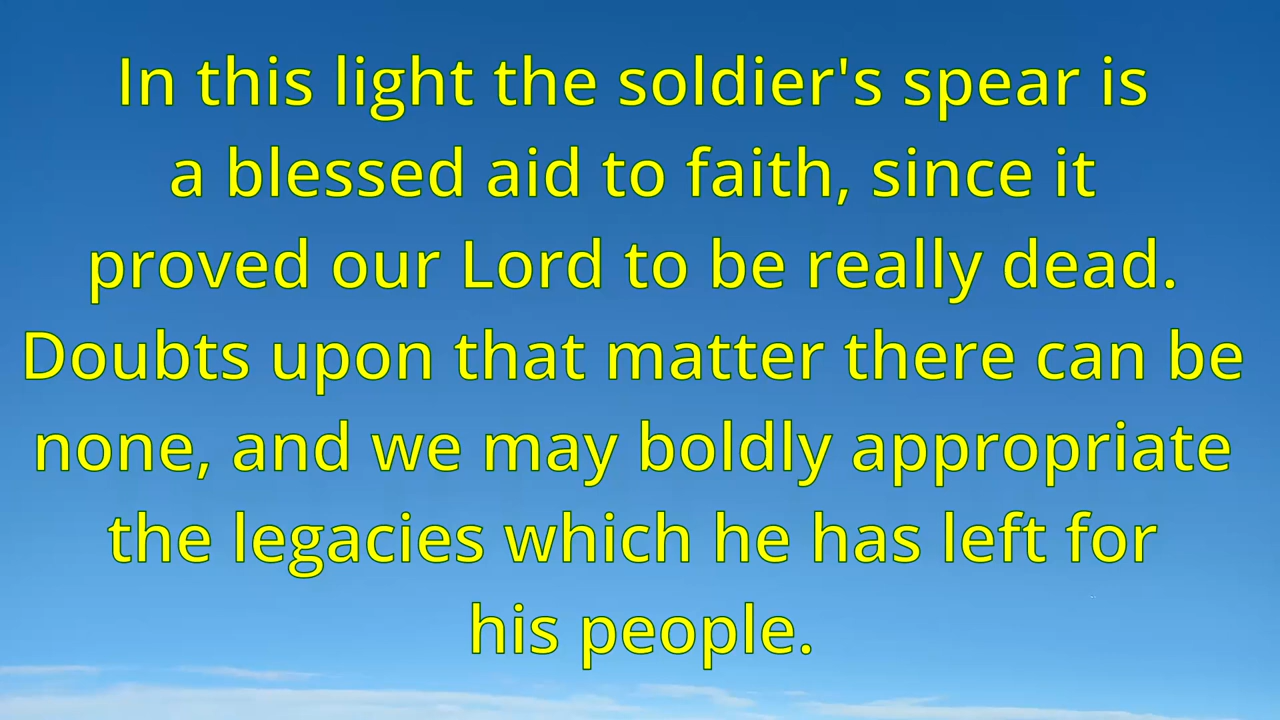 In this light the soldier's spear is
a blessed aid to faith, since it
proved our Lord to be really dead.
Doubts upon that matter there can be
none, and we may boldly appropriate
the legacies which he has left for
his people.